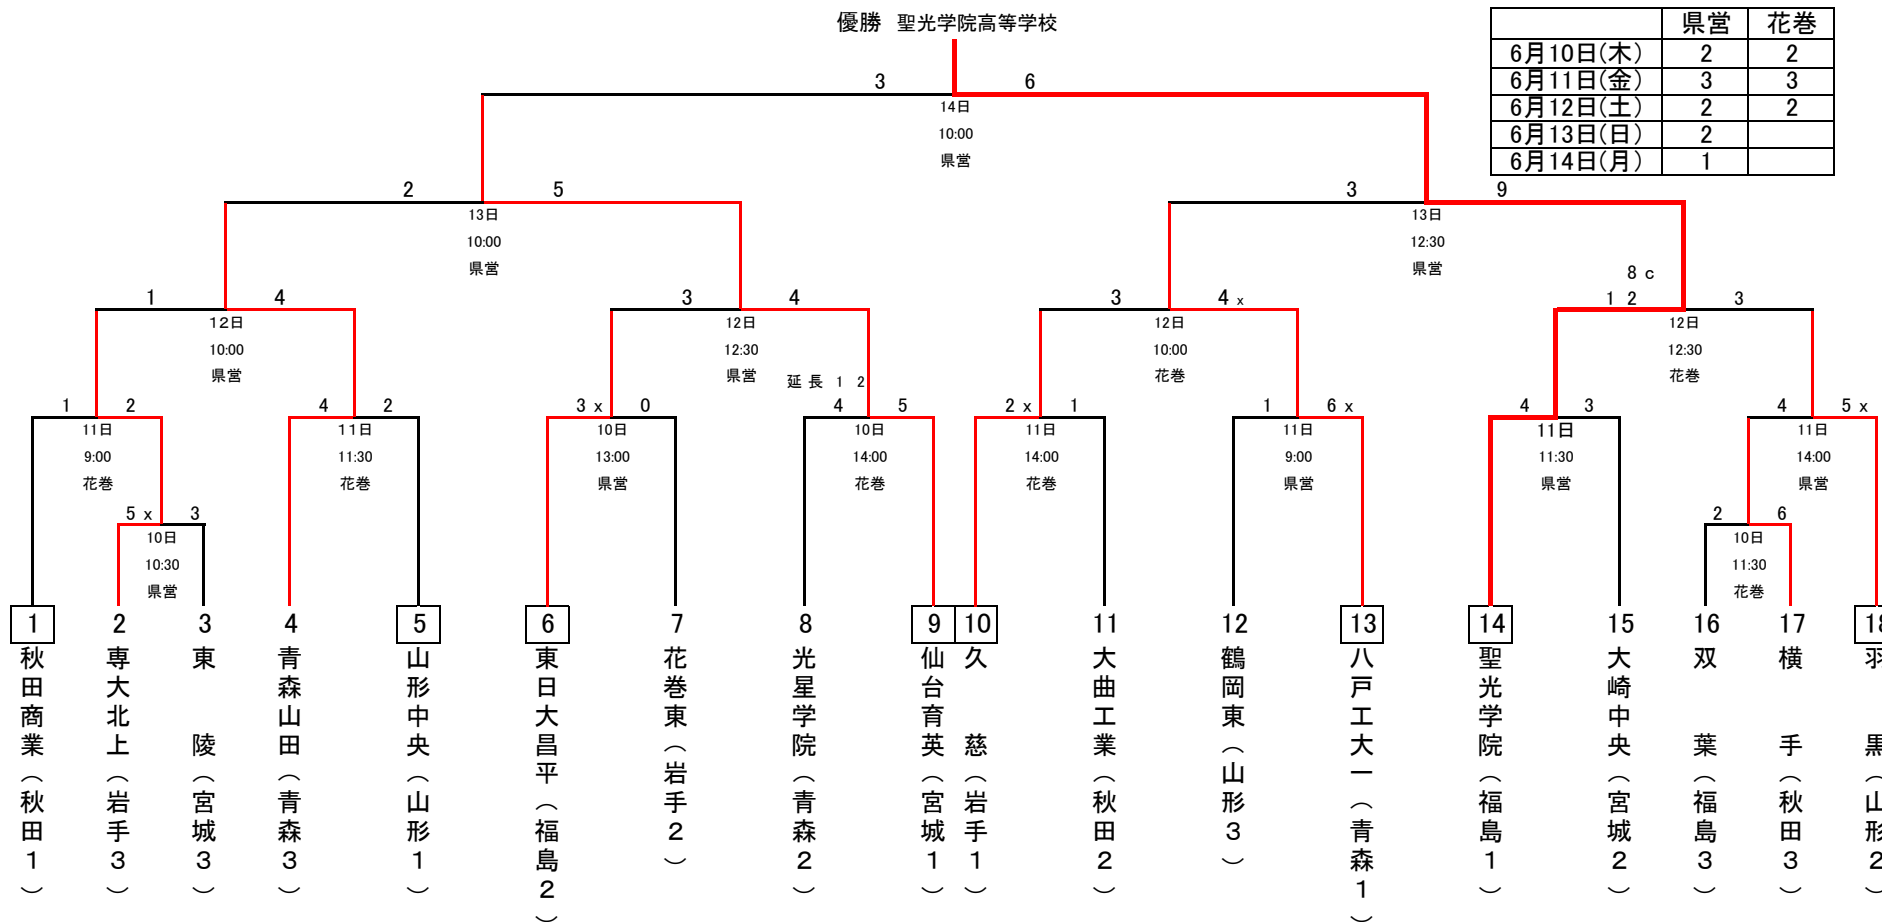 優勝 聖光学院高等学校
県営 花巻
6月10日(木) 2 2
6月11日(金) 3 3
6月12日(土) 2 2
6月13日(日) 2
6月14日(月) 1
3 6
14日
10:00
県営
2 5
13日
10:00
県営
3 9
13日
12:30
県営
1 4
12日
10:00
県営
3 4
12日
12:30
県営
3 4 x
12日
10:00
花巻
8 c
1 2 3
12日
12:30
花巻
1 2
11日
9:00
花巻
4 2
11日
11:30
花巻
3 x 0
10日
13:00
県営
延長 1 2
4 5
10日
14:00
花巻
2 x 1
11日
14:00
花巻
1 6 x
11日
9:00
県営
4 3
11日
11:30
県営
4 5 x
11日
14:00
県営
5 x 3
10日
10:30
県営
2 6
10日
11:30
花巻
1 秋田商業(秋田1)
2 専大北上(岩手3)
3 東陵(宮城3)
4 青森山田(青森3)
5 山形中央(山形1)
6 東日大昌平(福島2)
7 花巻東(岩手2)
8 光星学院(青森2)
9 仙台育英(宮城1)
10 久慈(岩手1)
11 大曲工業(秋田2)
12 鶴岡東(山形3)
13 八戸工大一(青森1)
14 聖光学院(福島1)
15 大崎中央(宮城2)
16 双葉(福島3)
17 横手(秋田3)
18 羽黒(山形2)